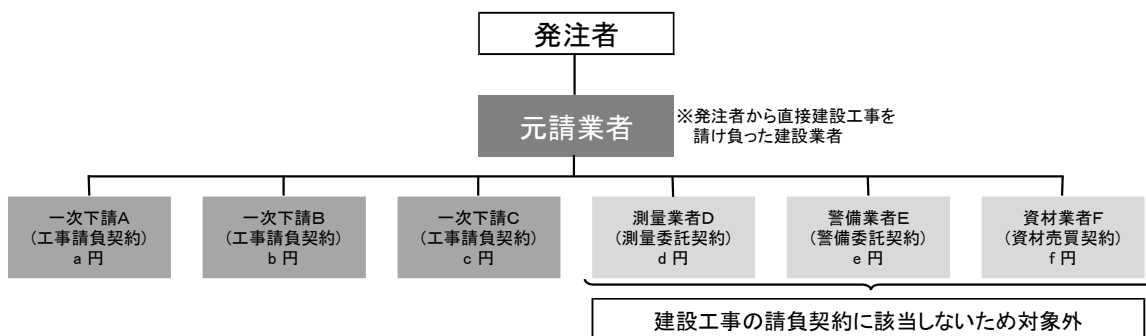 発注者
元請業者
※発注者から直接建設工事を
請け負った建設業者
一次下請A
(工事請負契約)
a 円
一次下請B
(工事請負契約)
b 円
一次下請C
(工事請負契約)
c 円
測量業者D
(測量委託契約)
d 円
警備業者E
(警備委託契約)
e 円
資材業者F
(資材売買契約)
f 円
建設工事の請負契約に該当しないため対象外